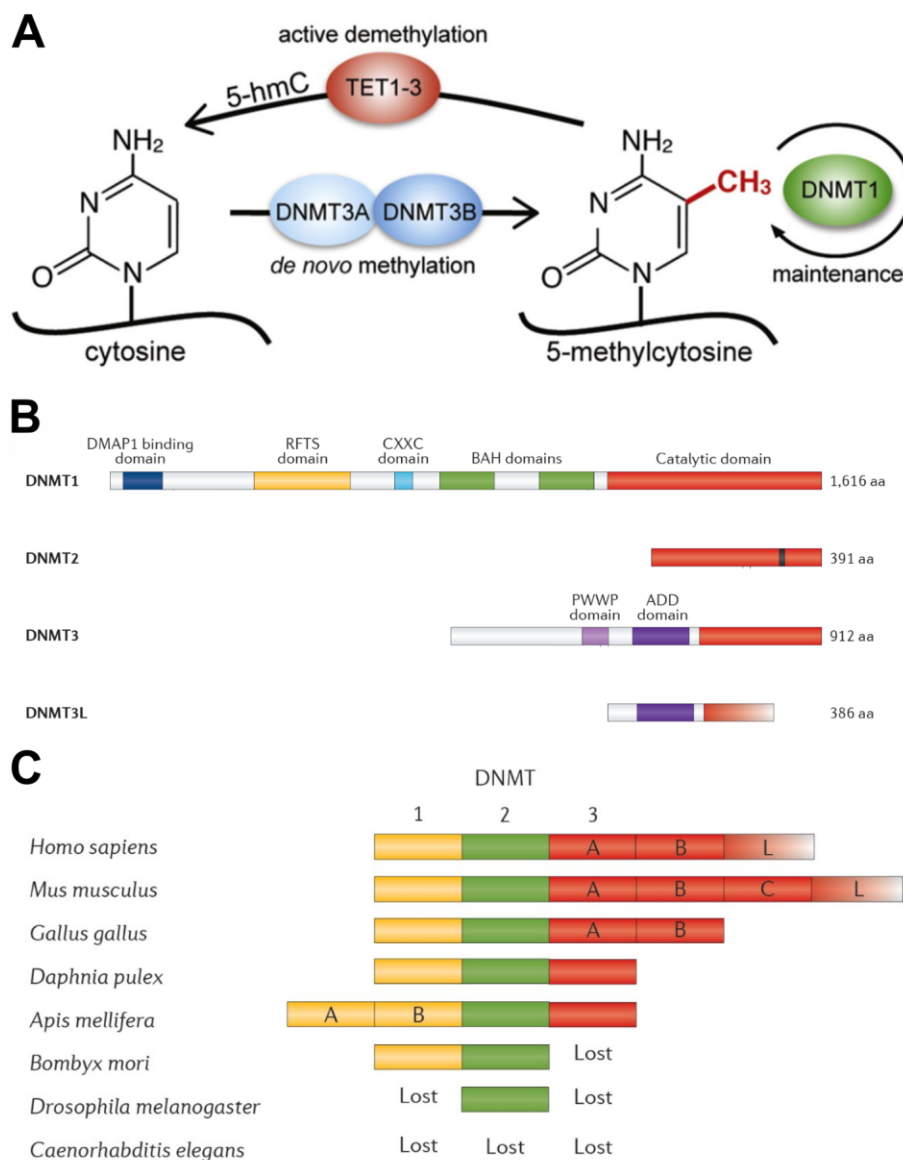 A
active demethylation
5-hmC
TET1-3
NH₂
N
O
N
cytosine
DNMT3A DNMT3B
de novo methylation
NH₂
CH₃
N
O
N
5-methylcytosine
DNMT1
maintenance
B
DMAP1 binding domain
RFTS domain
CXXC domain
BAH domains
Catalytic domain
DNMT1 1,616 aa
DNMT2 391 aa
PWWP domain
ADD domain
DNMT3 912 aa
DNMT3L 386 aa
C
DNMT
1 2 3
Homo sapiens A B L
Mus musculus A B C L
Gallus gallus A B
Daphnia pulex
Apis mellifera A B
Bombyx mori Lost
Drosophila melanogaster Lost Lost
Caenorhabditis elegans Lost Lost Lost